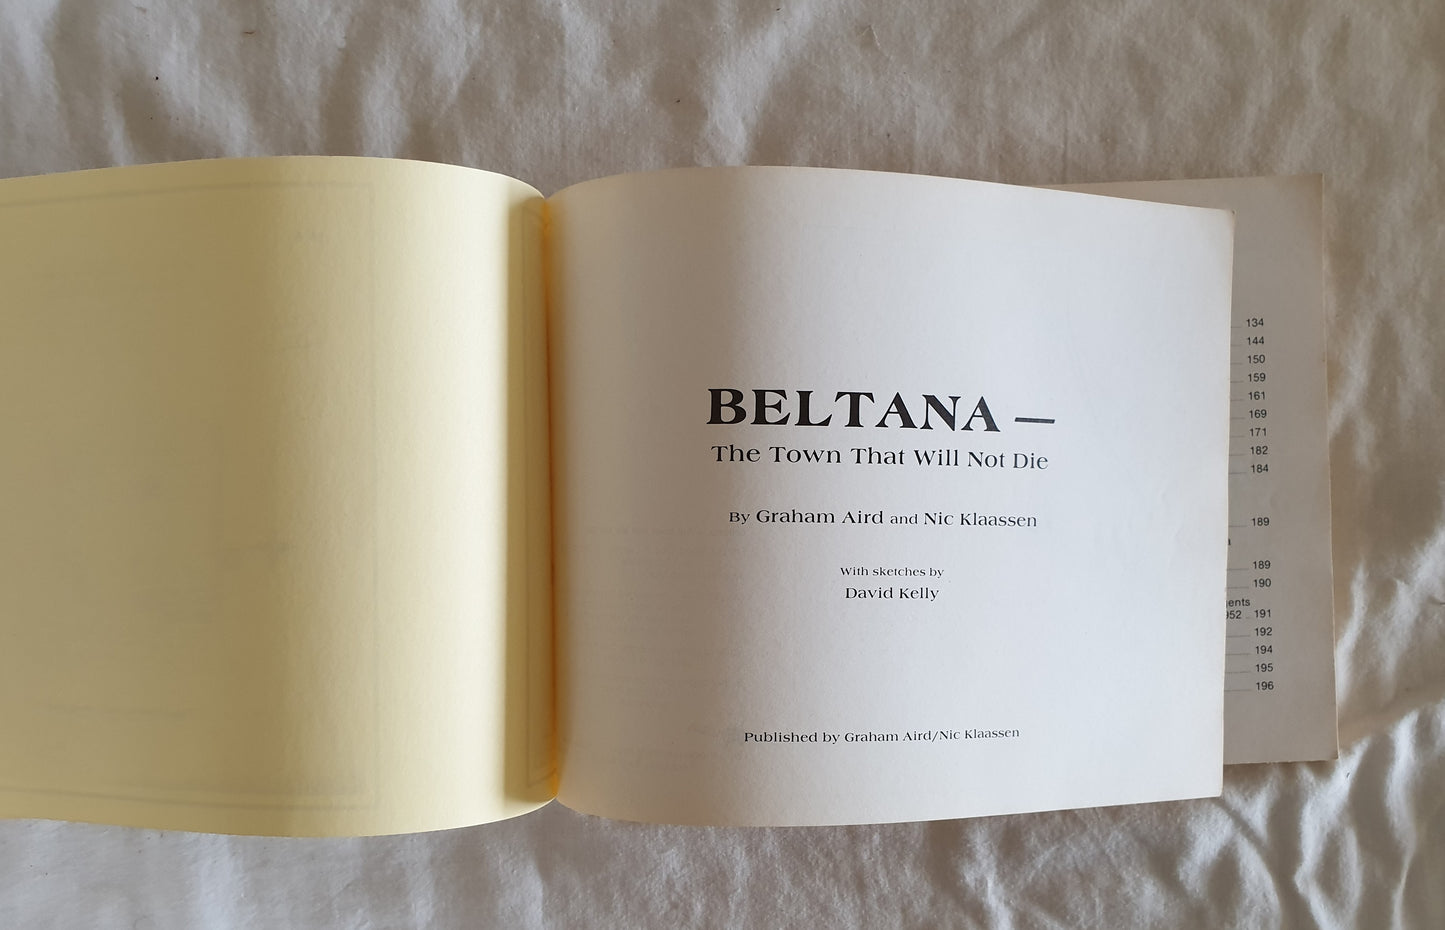 BELTANA —
The Town That Will Not Die
By Graham Aird and Nic Klaassen
With sketches by
David Kelly
Published by Graham Aird/Nic Klaassen
134
144
150
159
161
169
171
182
184
189
189
190
191
192
194
195
196